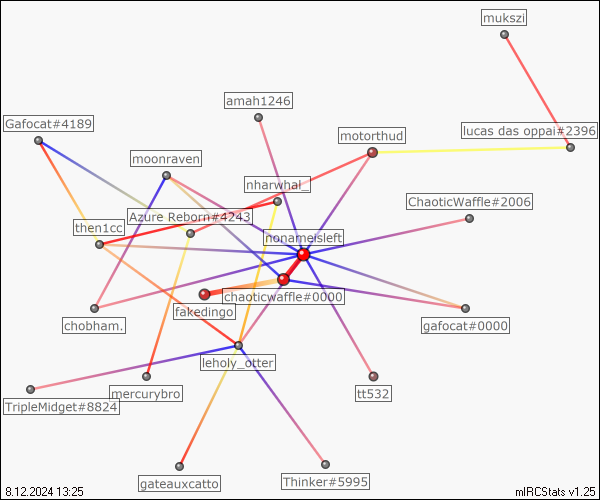 mukszi
amah1246
Gafocat#4189
lucas das oppai#2396
motorthud
moonraven
nharwhal_
ChaoticWaffle#2006
Azure Reborn#4243
then1cc
nonameisleft
chaoticwaffle#0000
fakedingo
chobham.
gafocat#0000
leholy_otter
mercurybro
tt532
TripleMidget#8824
gateauxcatto
Thinker#5995
8.12.2024 13:25
mIRCStats v1.25